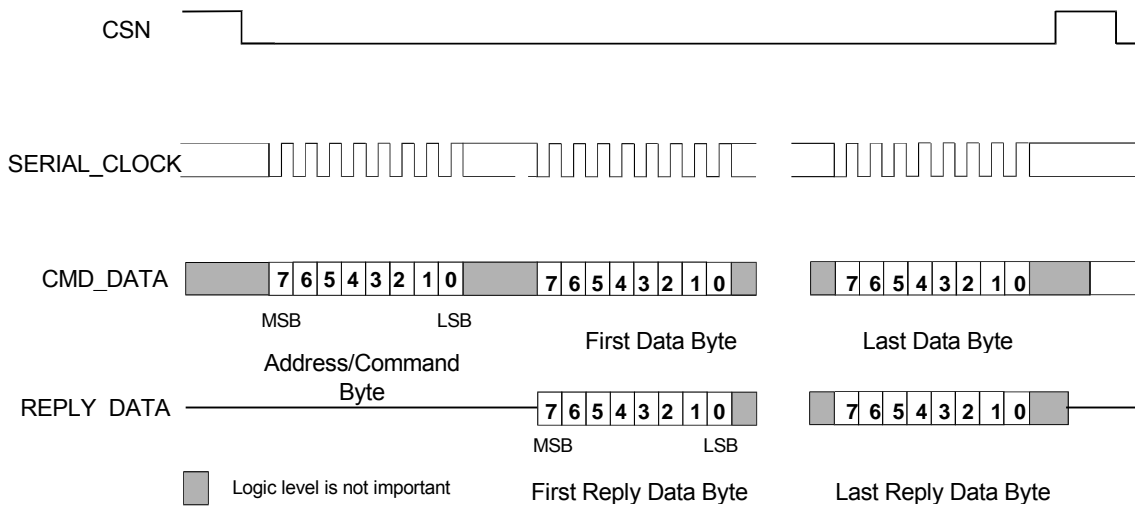 CSN
SERIAL_CLOCK
CMD_DATA
7 6 5 4 3 2 1 0
7 6 5 4 3 2 1 0
7 6 5 4 3 2 1 0
MSB
LSB
First Data Byte
Last Data Byte
Address/Command
Byte
REPLY_DATA
7 6 5 4 3 2 1 0
7 6 5 4 3 2 1 0
MSB
LSB
Logic level is not important
First Reply Data Byte
Last Reply Data Byte